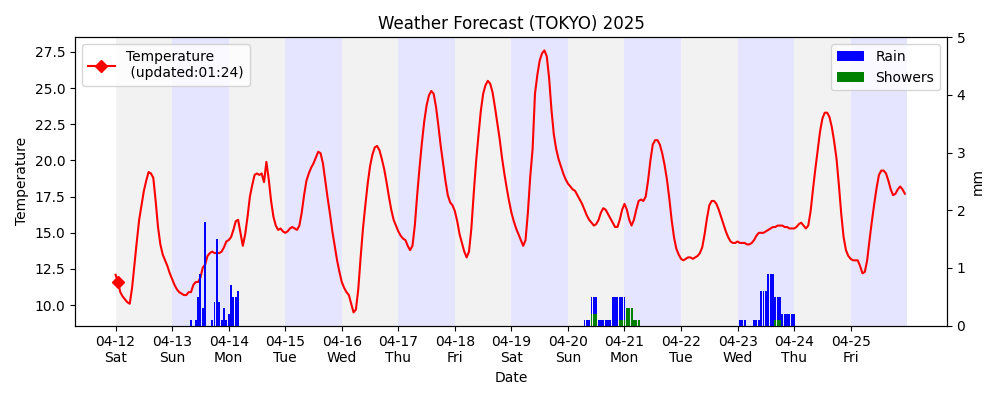 Weather Forecast (TOKYO) 2025
Temperature
(updated:01:24)
Rain
Showers
27.5
25.0
22.5
20.0
17.5
15.0
12.5
10.0
Temperature
5
4
3
2
1
0
mm
04-12 04-13 04-14 04-15 04-16 04-17 04-18 04-19 04-20 04-21 04-22 04-23 04-24 04-25
Sat Sun Mon Tue Wed Thu Fri Sat Sun Mon Tue Wed Thu Fri
Date